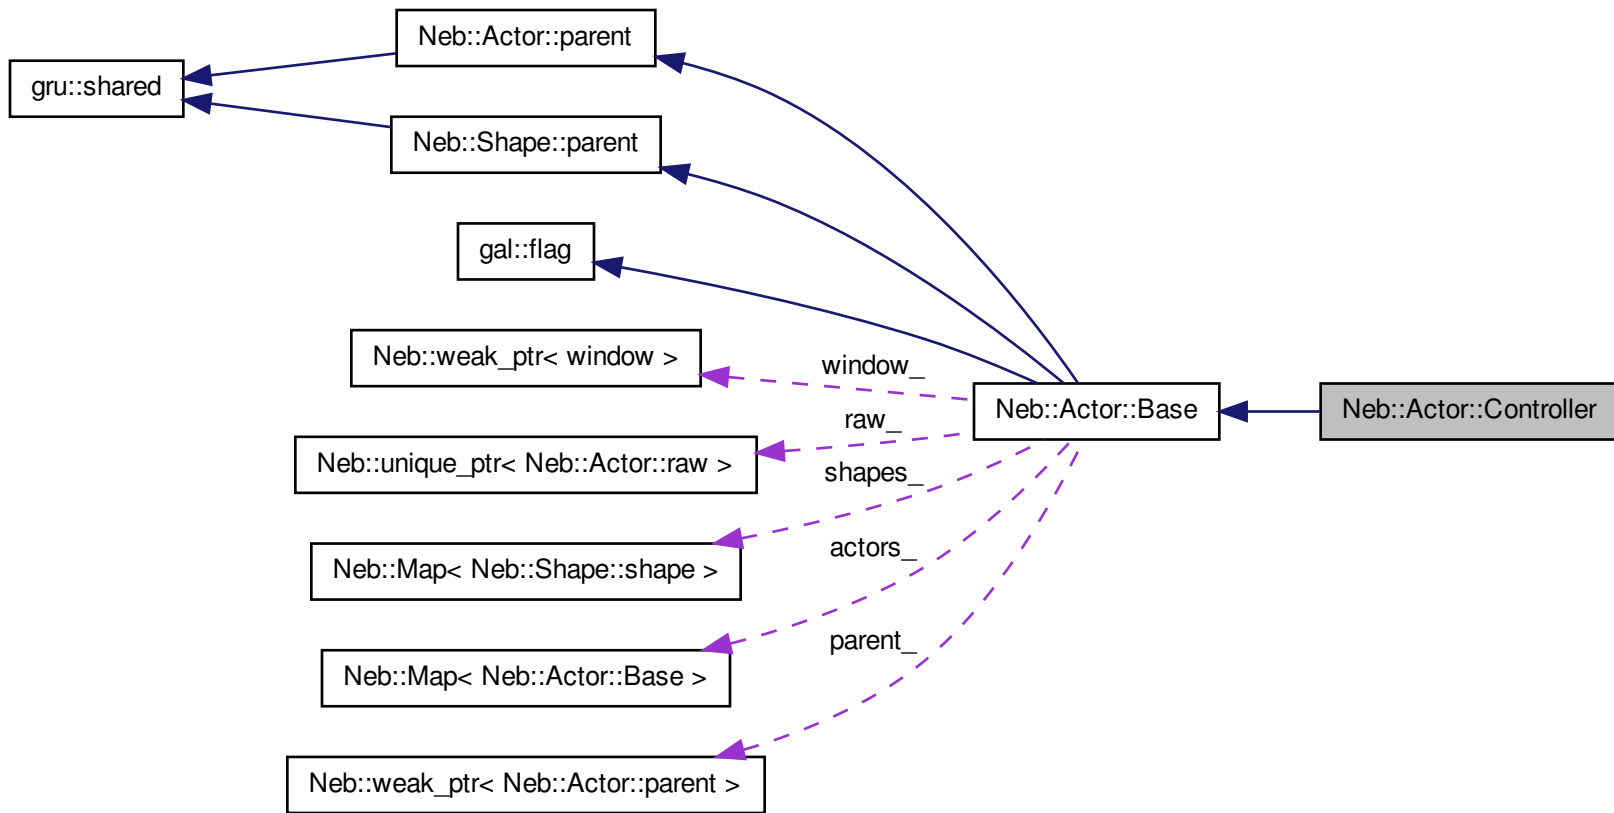 Neb::Actor::parent
gru::shared
Neb::Shape::parent
gal::flag
Neb::weak_ptr< window >
window_
Neb::Actor::Base
Neb::Actor::Controller
raw_
Neb::unique_ptr< Neb::Actor::raw >
shapes_
Neb::Map< Neb::Shape::shape >
actors_
Neb::Map< Neb::Actor::Base >
parent_
Neb::weak_ptr< Neb::Actor::parent >